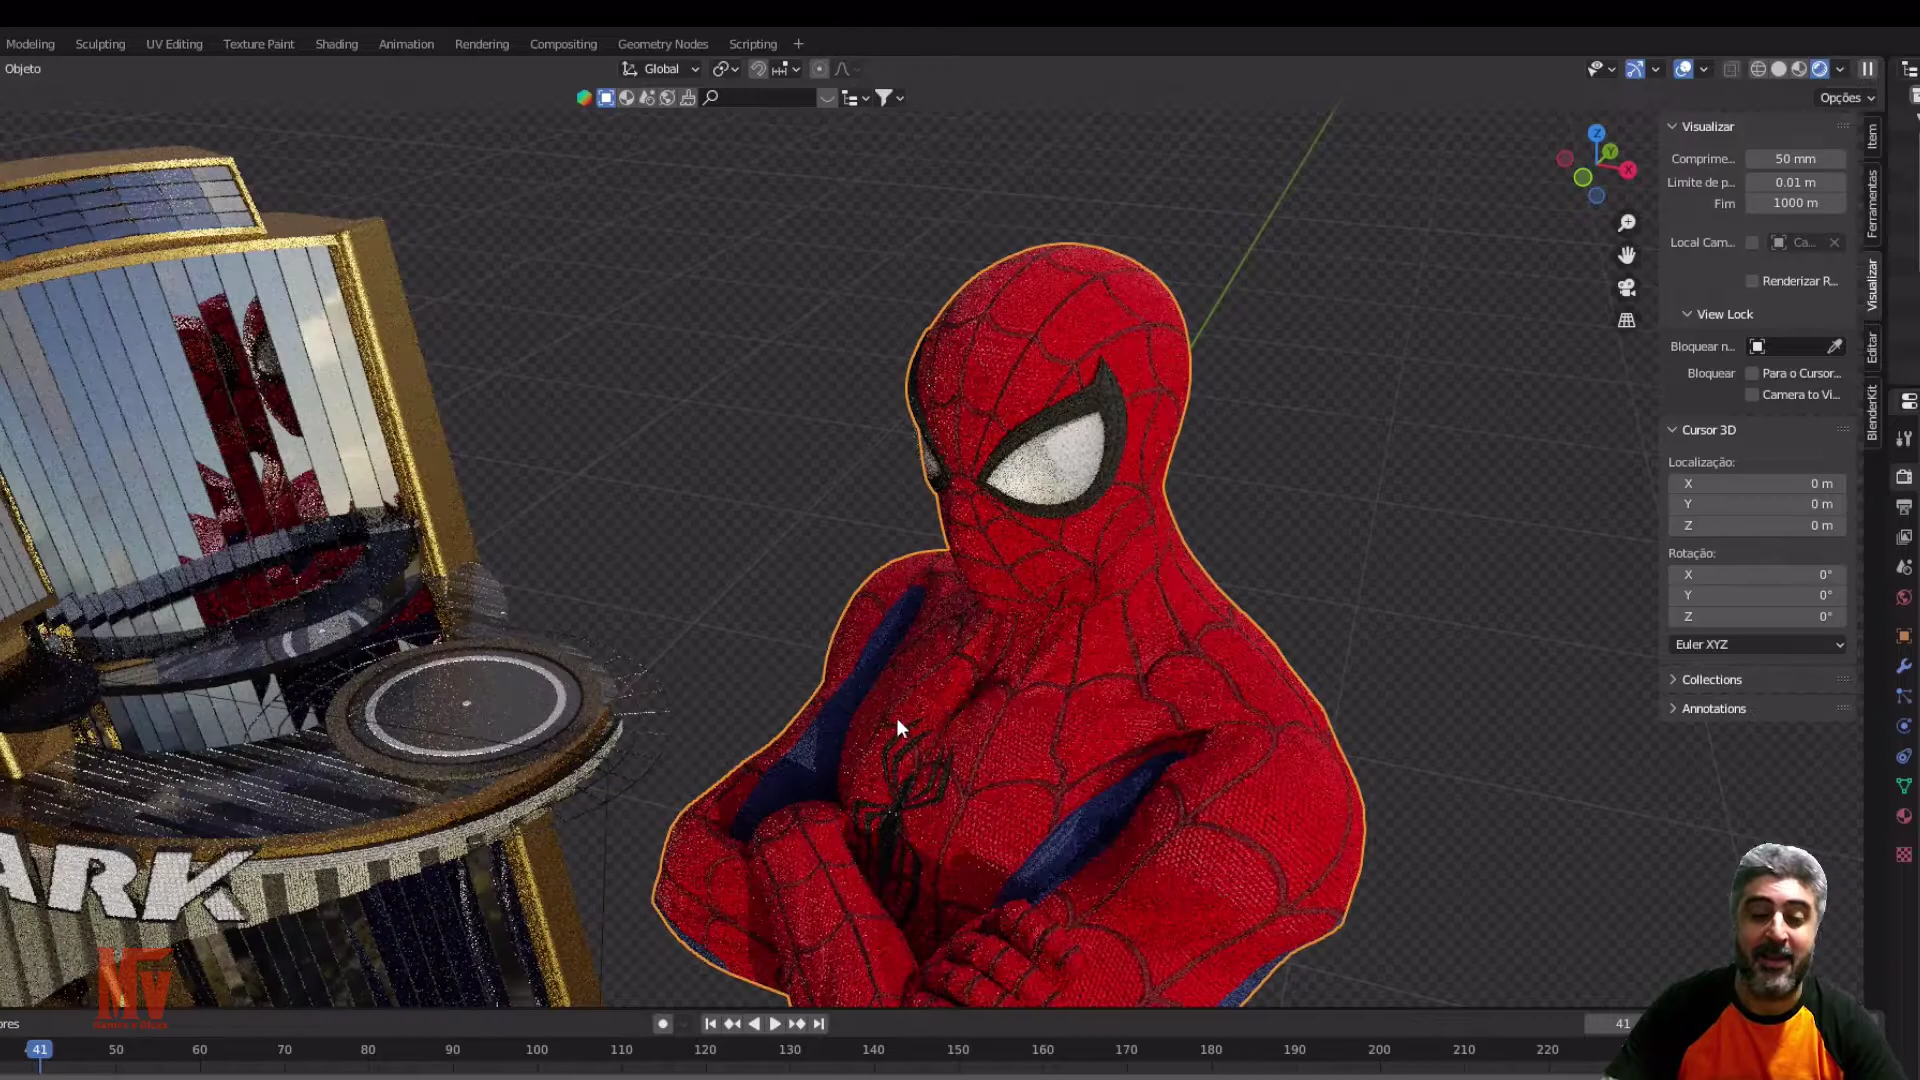 Modeling Sculpting UV Editing Texture Paint Shading Animation Rendering Compositing Geometry Nodes Scripting +
Objeto Global
Opções
Visualizar
Comprime... 50 mm
Limite de p... 0.01 m
Fim 1000 m
Local Cam... Ca...
Renderizar R...
View Lock
Bloquear n...
Bloquear Para o Cursor...
Camera to Vi...
Cursor 3D
Localização:
X 0 m
Y 0 m
Z 0 m
Rotação:
X 0°
Y 0°
Z 0°
Euler XYZ
Collections
Annotations
Item
Ferramentas
Visualizar
Editar
BlenderKit
Z
Y
X
ARK
ores
41
41 50 60 70 80 90 100 110 120 130 140 150 160 170 180 190 200 210 220